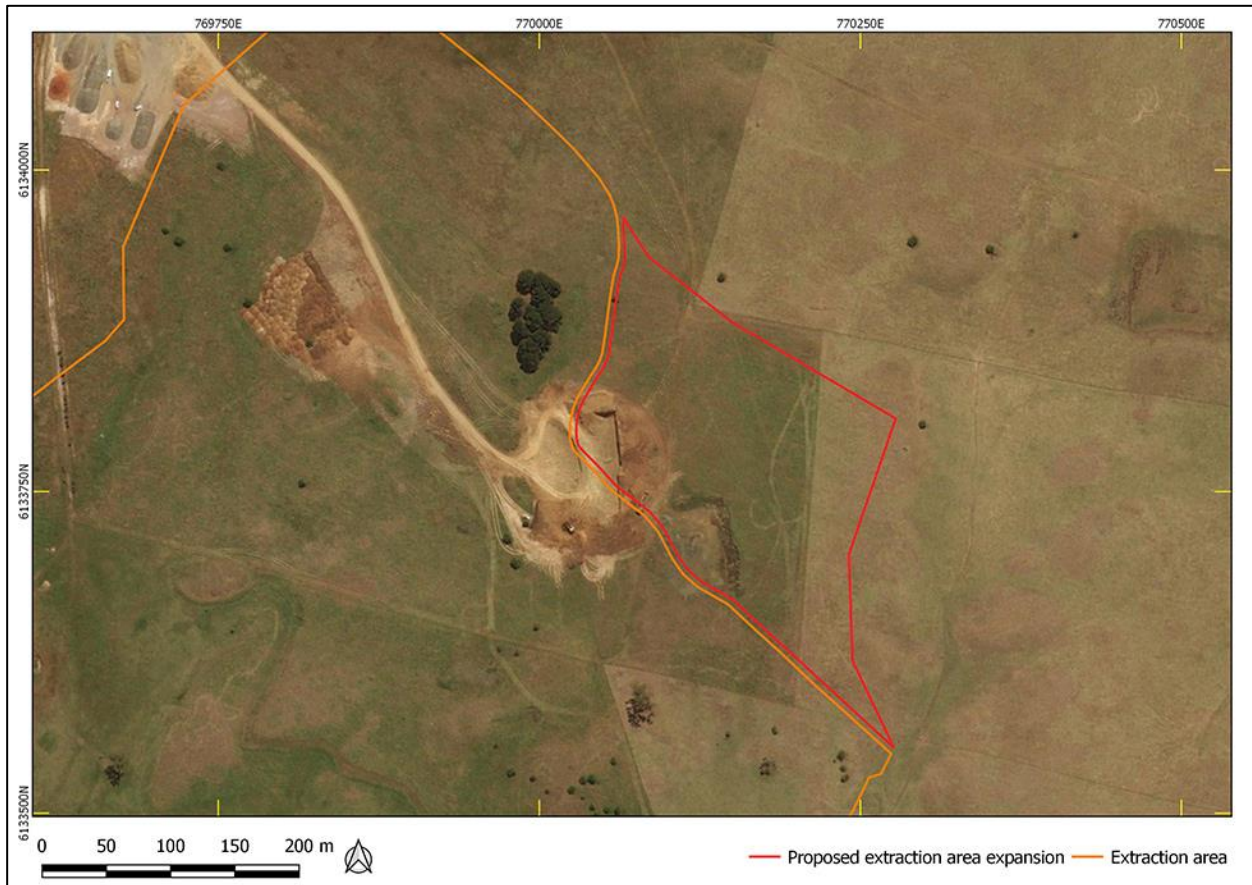 769750E 770000E 770250E 770500E
6134000N
6133750N
6133500N
0 50 100 150 200 m
Proposed extraction area expansion Extraction area